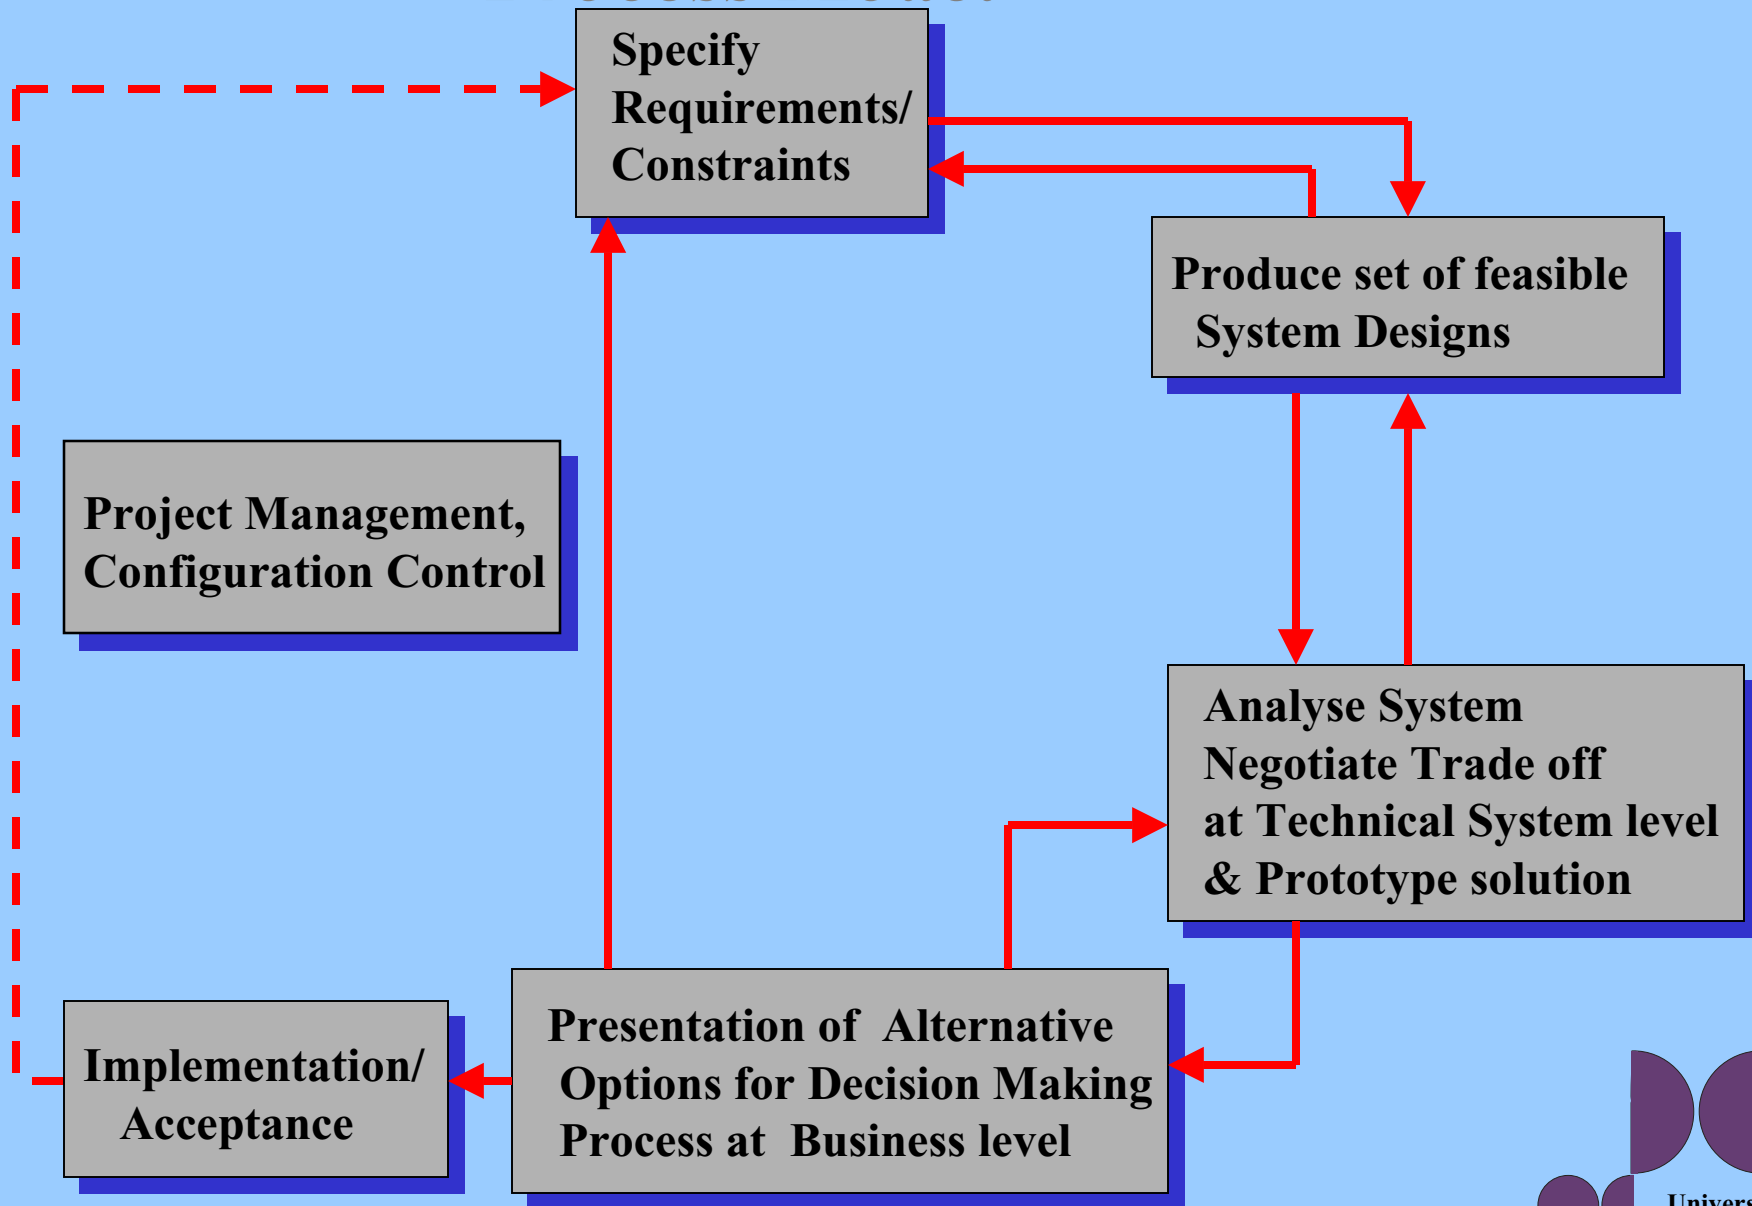 Specify
Requirements/
Constraints
Produce set of feasible
System Designs
Project Management,
Configuration Control
Analyse System
Negotiate Trade off
at Technical System level
& Prototype solution
Presentation of Alternative
Options for Decision Making
Process at Business level
Implementation/
Acceptance